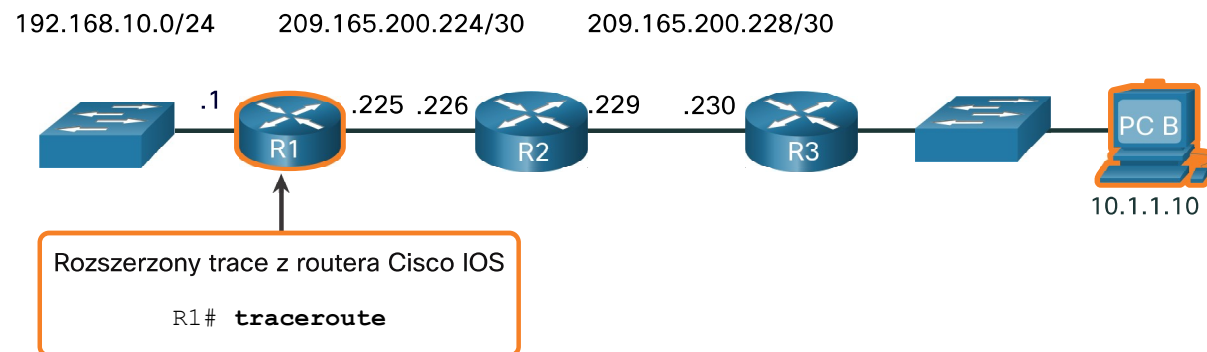 192.168.10.0/24 209.165.200.224/30 209.165.200.228/30
.1 .225 .226 .229 .230
R1 R2 R3 PC B
10.1.1.10
Rozszerzony trace z routera Cisco IOS
R1# traceroute